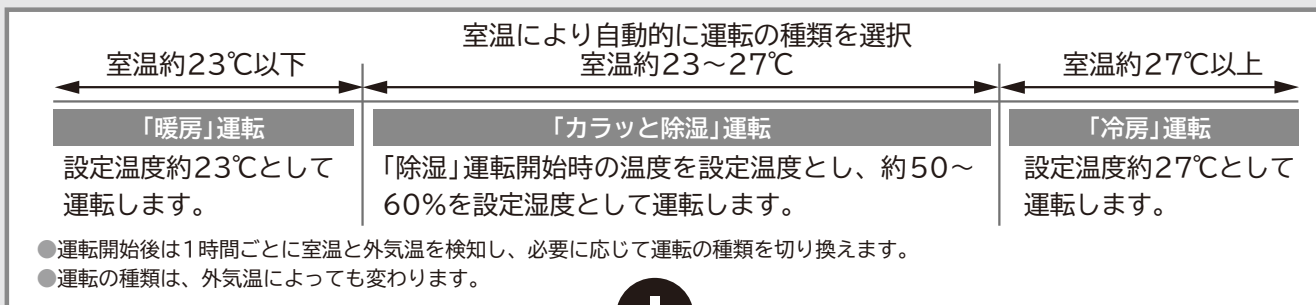 室温により自動的に運転の種類を選択
室温約23℃以下
室温約23～27℃
室温約27℃以上
「暖房」運転
「カラッと除湿」運転
「冷房」運転
設定温度約23℃として
運転します。
「除湿」運転開始時の温度を設定温度とし、約50～
60%を設定湿度として運転します。
設定温度約27℃として
運転します。
●運転開始後は1時間ごとに室温と外気温を検知し、必要に応じて運転の種類を切り換えます。
●運転の種類は、外気温によっても変わります。